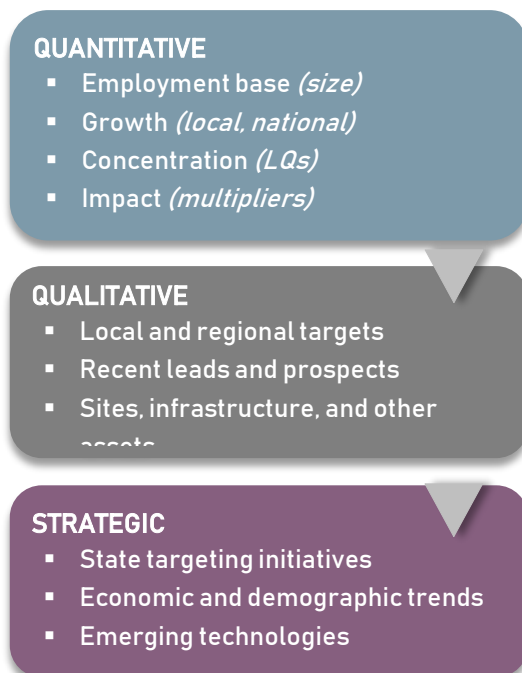 QUANTITATIVE
▪ Employment base (size)
▪ Growth (local, national)
▪ Concentration (LQs)
▪ Impact (multipliers)
QUALITATIVE
▪ Local and regional targets
▪ Recent leads and prospects
▪ Sites, infrastructure, and other
assets
STRATEGIC
▪ State targeting initiatives
▪ Economic and demographic trends
▪ Emerging technologies